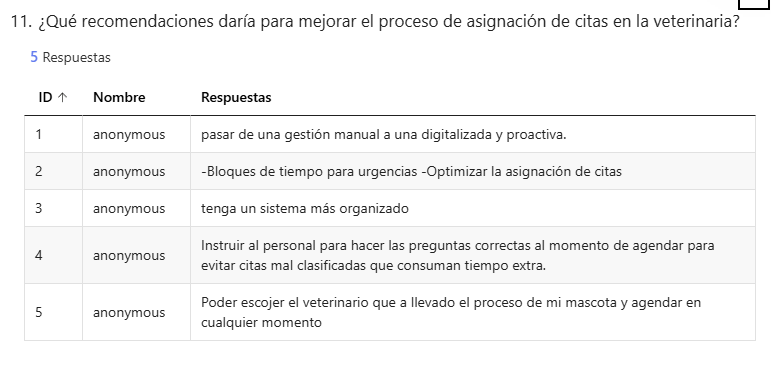 11. ¿Qué recomendaciones daría para mejorar el proceso de asignación de citas en la veterinaria?
5 Respuestas
ID ↑ Nombre Respuestas
1 anonymous pasar de una gestión manual a una digitalizada y proactiva.
2 anonymous -Bloques de tiempo para urgencias -Optimizar la asignación de citas
3 anonymous tenga un sistema más organizado
4 anonymous Instruir al personal para hacer las preguntas correctas al momento de agendar para
evitar citas mal clasificadas que consuman tiempo extra.
5 anonymous Poder escojer el veterinario que a llevado el proceso de mi mascota y agendar en
cualquier momento